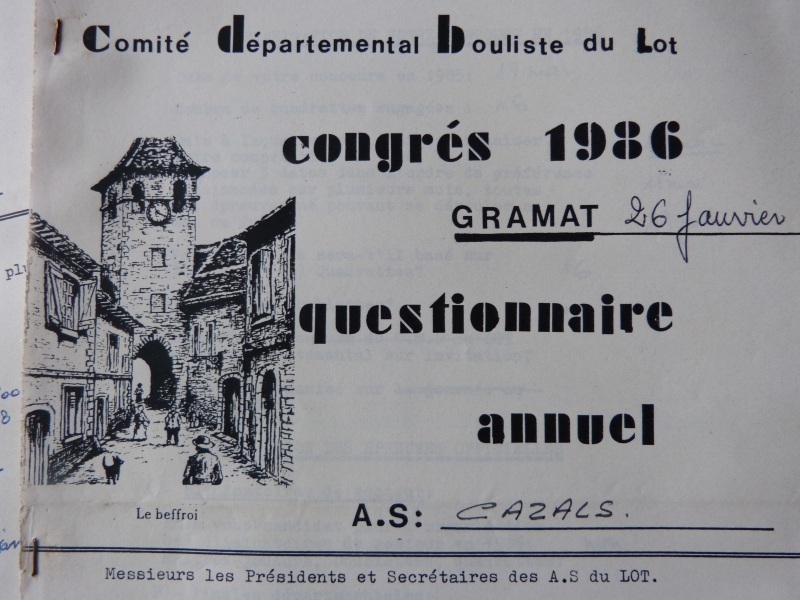 Comité départemental bouliste du Lot
congrés 1986
GRAMAT 26 Janvier
questionnaire
annuel
Le beffroi
A.S: CAZALS.
Messieurs les Présidents et Secrétaires des A.S du LOT.